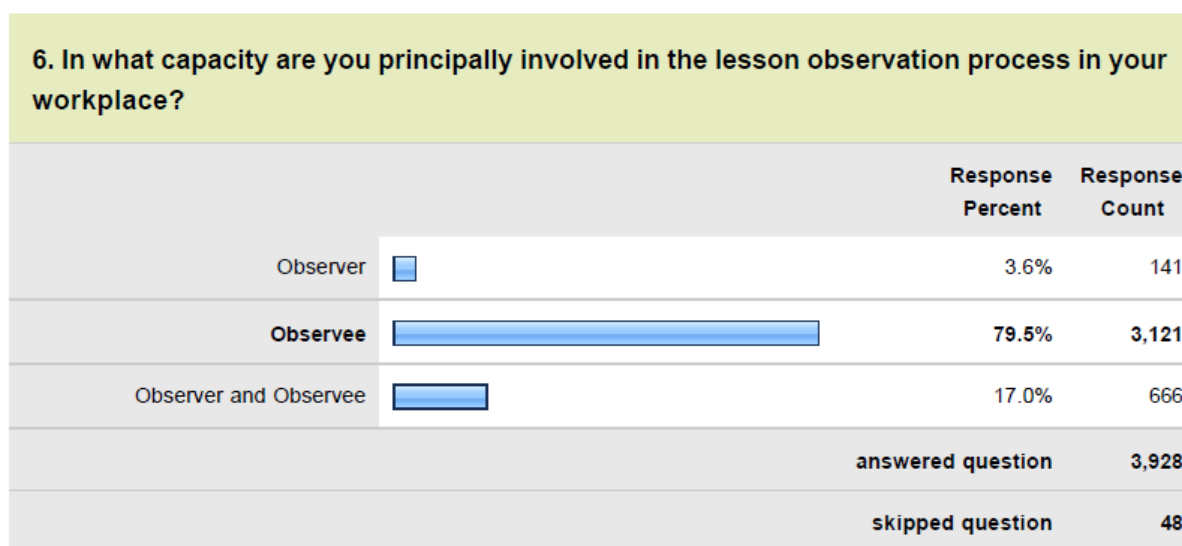 6. In what capacity are you principally involved in the lesson observation process in your
workplace?
Response Response
Percent Count
Observer 3.6% 141
Observee 79.5% 3,121
Observer and Observee 17.0% 666
answered question 3,928
skipped question 48